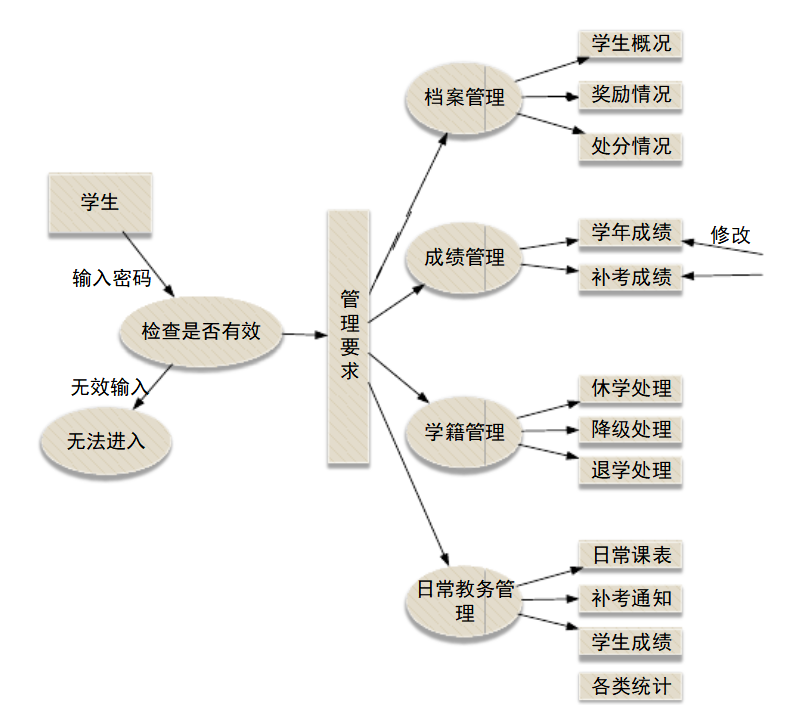 学生
输入密码
检查是否有效
无效输入
无法进入
管
理
要
求
档案管理
学生概况
奖励情况
处分情况
成绩管理
学年成绩
修改
补考成绩
学籍管理
休学处理
降级处理
退学处理
日常教务管
理
日常课表
补考通知
学生成绩
各类统计